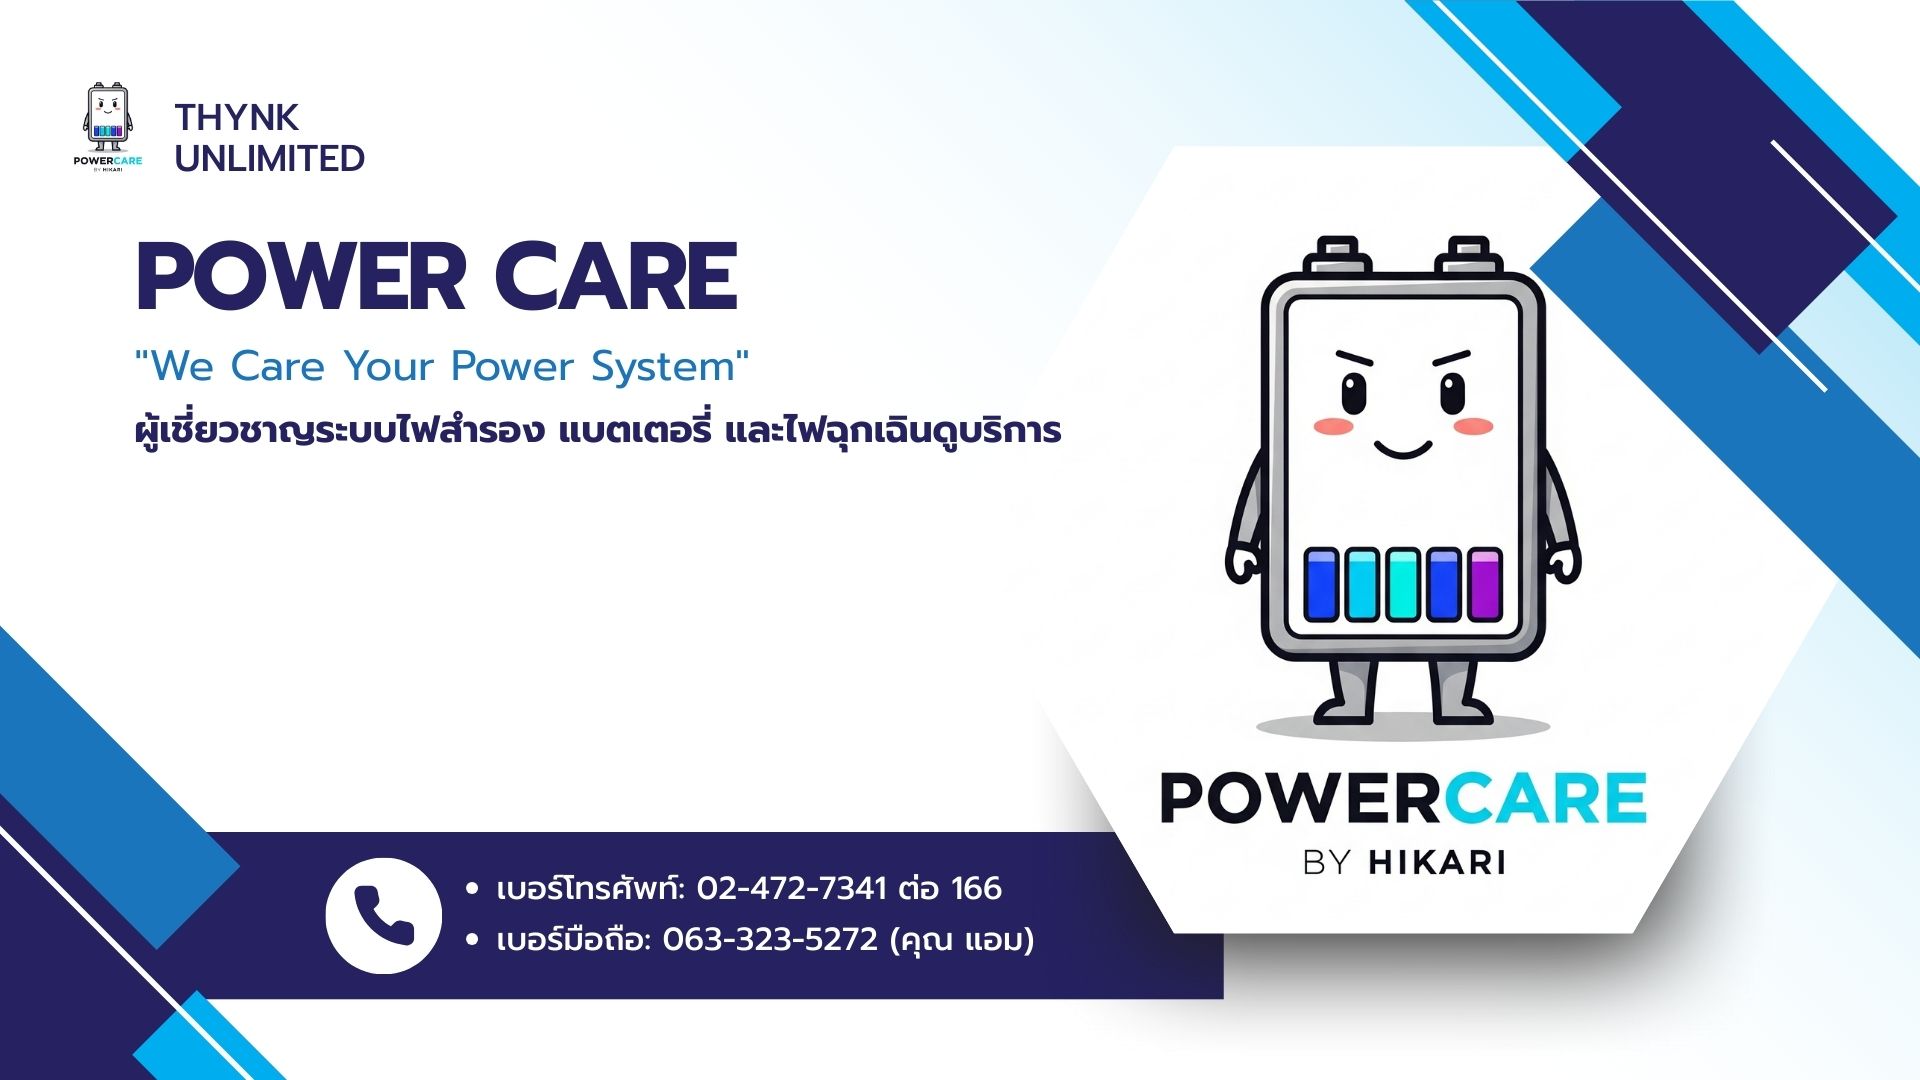 POWERCARE
BY HIKARI
THYNK
UNLIMITED
POWER CARE
"We Care Your Power System"
ผู้เชี่ยวชาญระบบไฟสำรอง แบตเตอรี่ และไฟฉุกเฉินดูบริการ
POWERCARE
BY HIKARI
• เบอร์โทรศัพท์: 02-472-7341 ต่อ 166
• เบอร์มือถือ: 063-323-5272 (คุณ แอม)